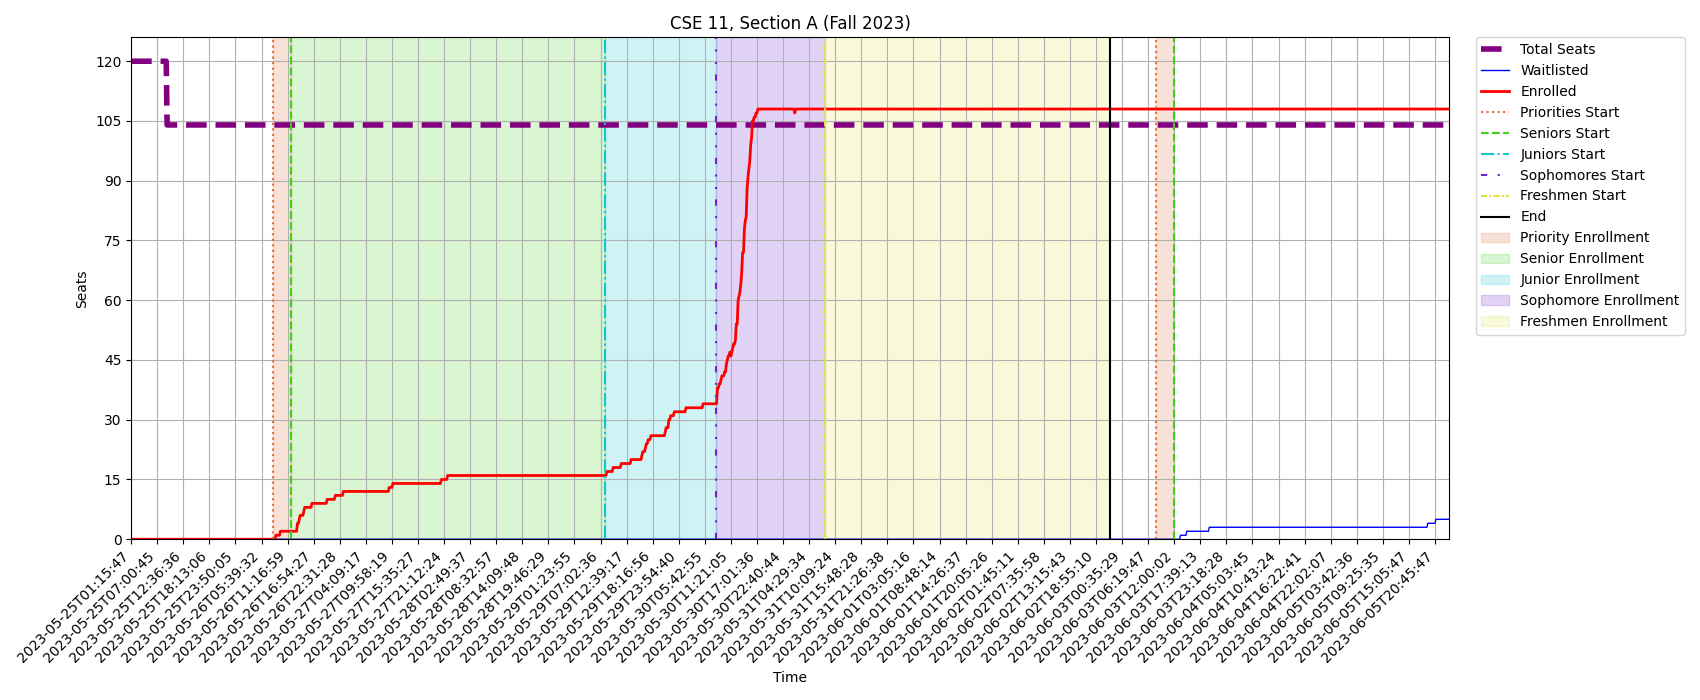 CSE 11, Section A (Fall 2023)
120
105
90
75
60
45
30
15
0
Seats
2023-05-25T01:15:47
2023-05-25T07:00:45
2023-05-25T12:36:36
2023-05-25T18:13:06
2023-05-25T23:50:05
2023-05-26T05:39:32
2023-05-26T11:16:59
2023-05-26T16:54:27
2023-05-26T22:31:28
2023-05-27T04:09:17
2023-05-27T09:58:19
2023-05-27T15:35:27
2023-05-27T21:12:24
2023-05-28T02:49:37
2023-05-28T08:32:57
2023-05-28T14:09:48
2023-05-28T19:46:29
2023-05-29T01:23:55
2023-05-29T07:02:36
2023-05-29T12:39:17
2023-05-29T18:16:56
2023-05-29T23:54:40
2023-05-30T05:42:55
2023-05-30T11:21:05
2023-05-30T17:01:36
2023-05-30T22:40:44
2023-05-31T04:29:34
2023-05-31T10:09:24
2023-05-31T15:48:28
2023-05-31T21:26:38
2023-06-01T03:05:16
2023-06-01T08:48:14
2023-06-01T14:26:37
2023-06-01T20:05:26
2023-06-02T01:45:11
2023-06-02T07:35:58
2023-06-02T13:15:43
2023-06-02T18:55:10
2023-06-03T00:35:29
2023-06-03T06:19:47
2023-06-03T12:00:02
2023-06-03T17:39:13
2023-06-03T23:18:28
2023-06-04T05:03:45
2023-06-04T10:43:24
2023-06-04T16:22:41
2023-06-04T22:02:07
2023-06-05T03:42:36
2023-06-05T09:25:35
2023-06-05T15:05:47
2023-06-05T20:45:47
Time
Total Seats
Waitlisted
Enrolled
Priorities Start
Seniors Start
Juniors Start
Sophomores Start
Freshmen Start
End
Priority Enrollment
Senior Enrollment
Junior Enrollment
Sophomore Enrollment
Freshmen Enrollment